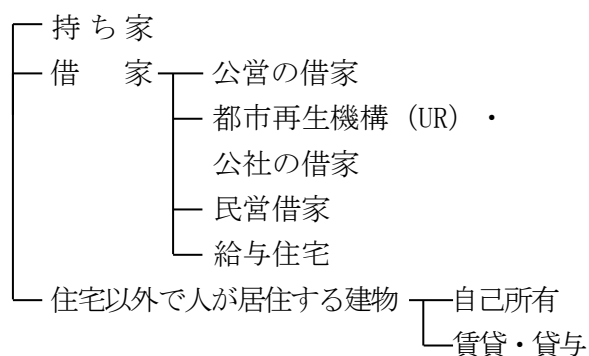 持ち家
借　家
公営の借家
都市再生機構（UR）・
公社の借家
民営借家
給与住宅
住宅以外で人が居住する建物
自己所有
賃貸・貸与